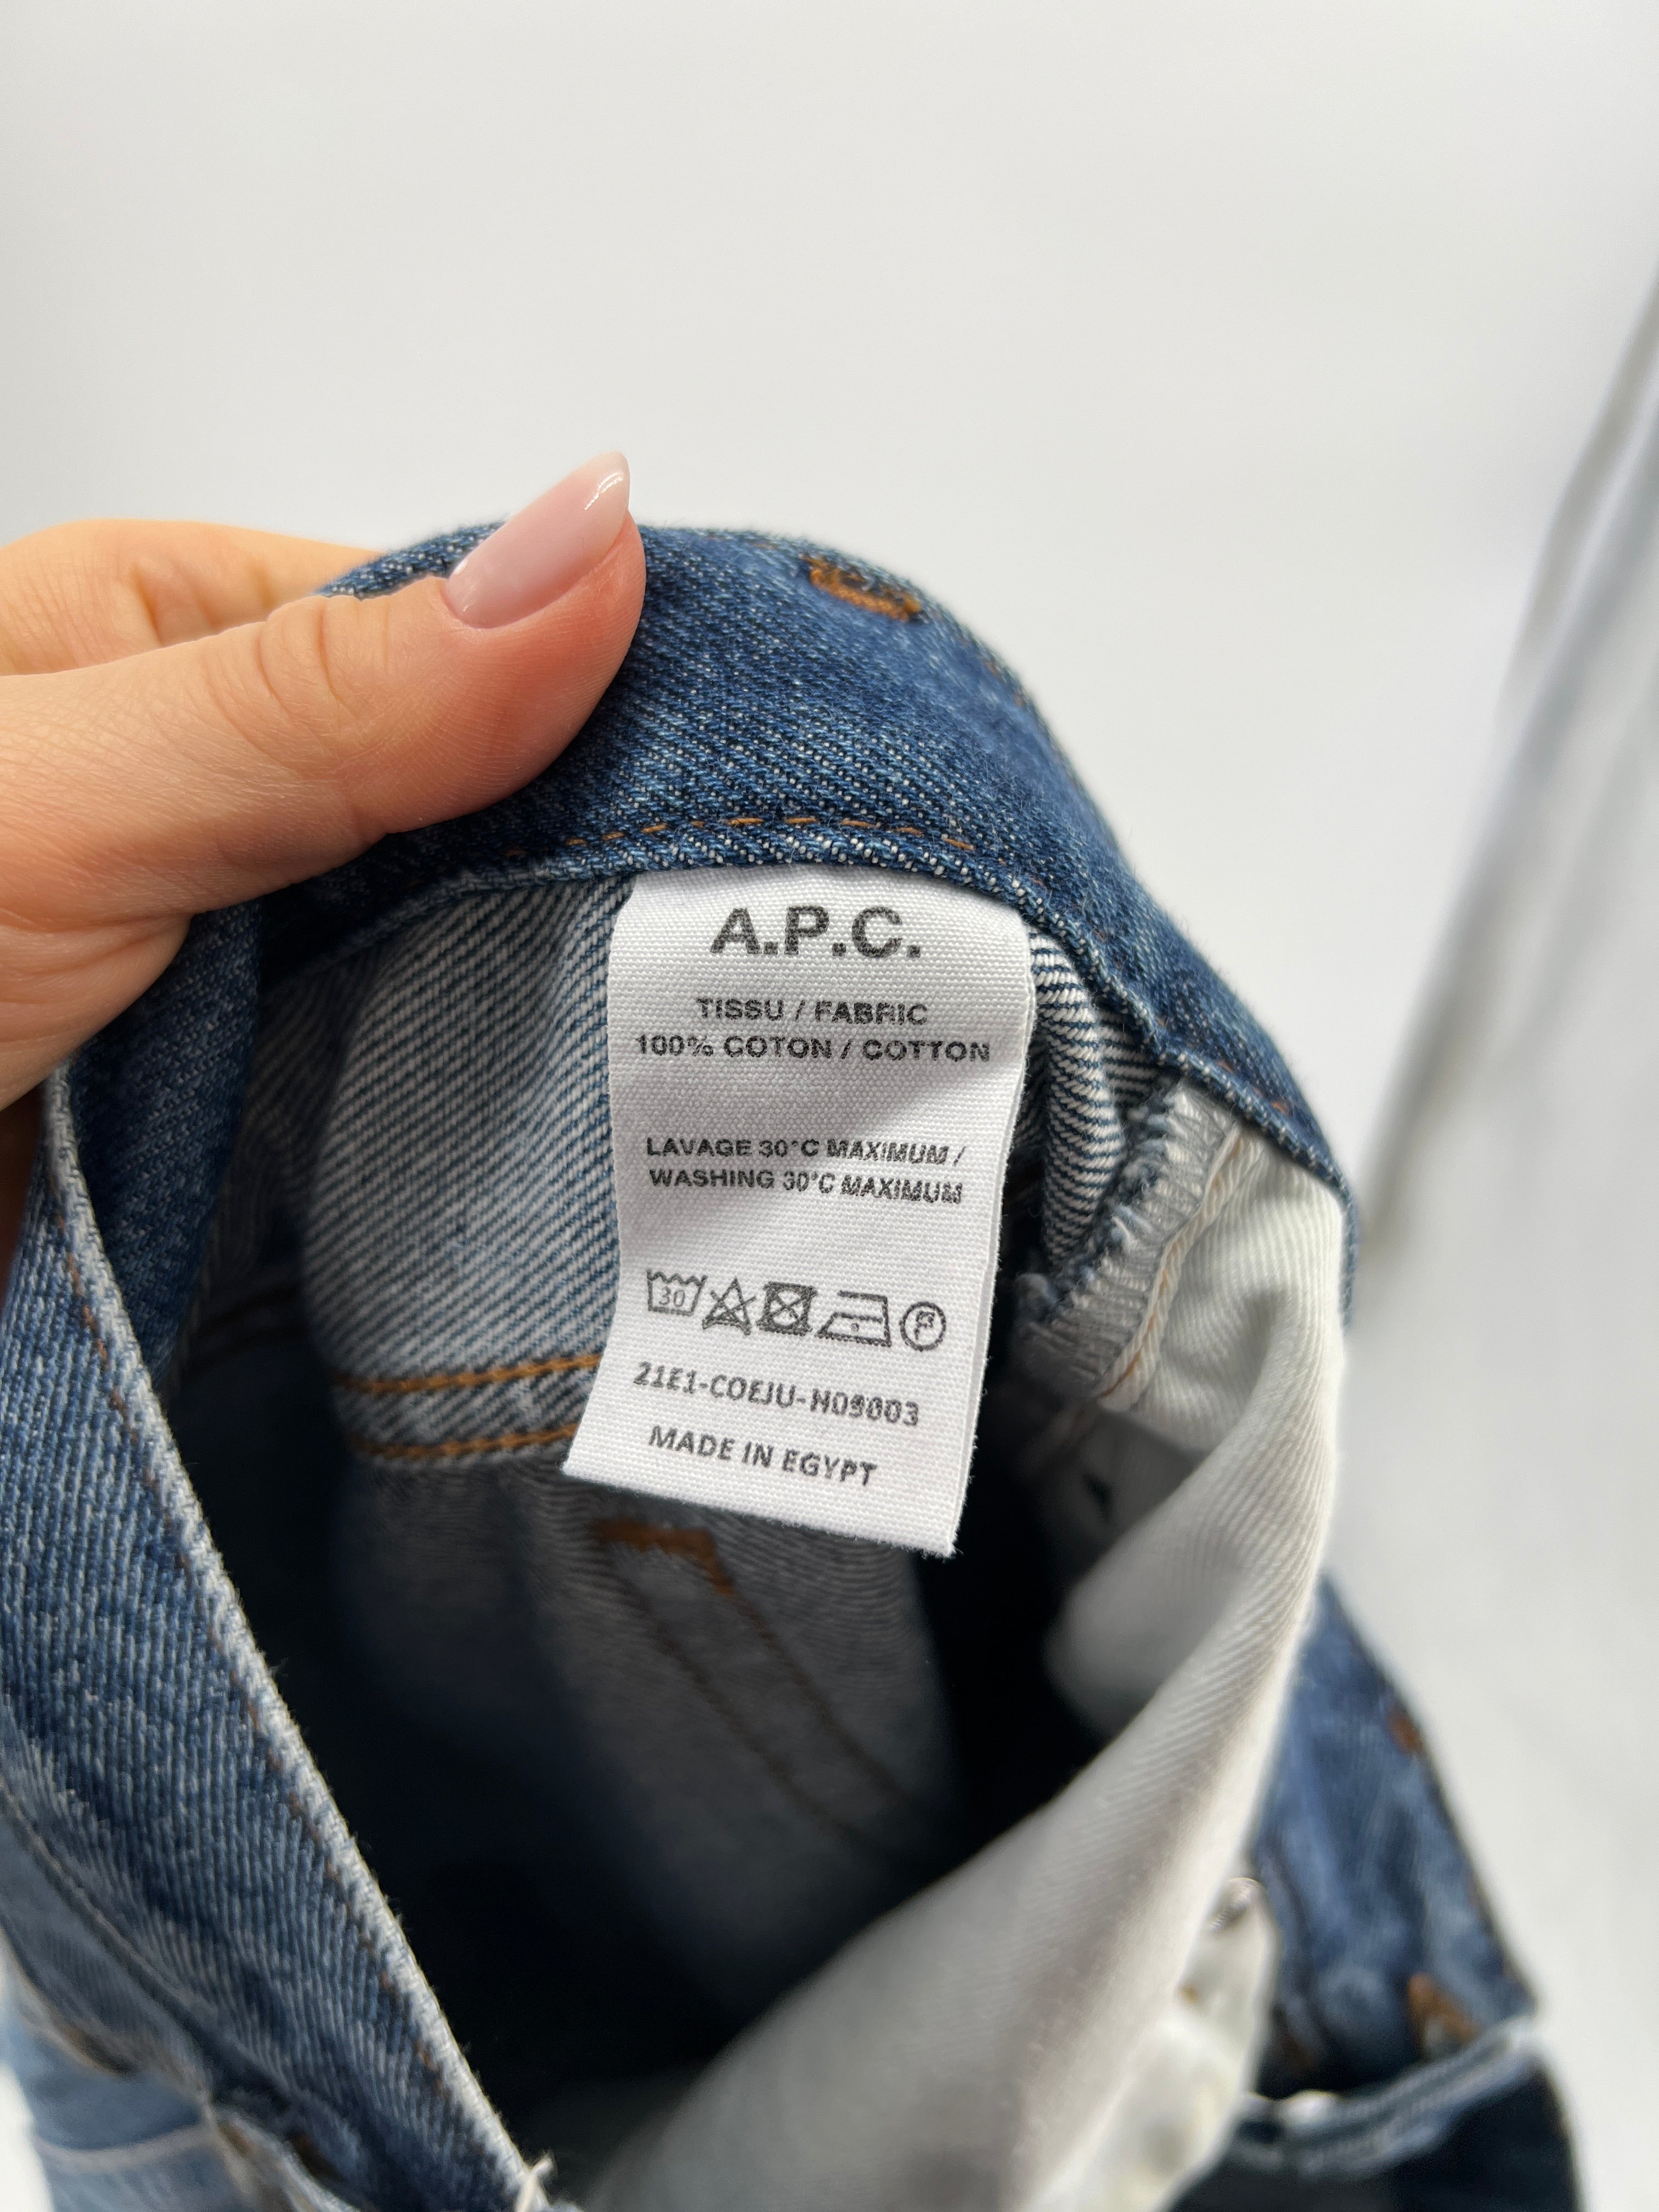 A.P.C.
TISSU / FABRIC
100% COTON / COTTON
LAVAGE 30°C MAXIMUM /
WASHING 30°C MAXIMUM
30
P
21E1-COEJU-H09003
MADE IN EGYPT